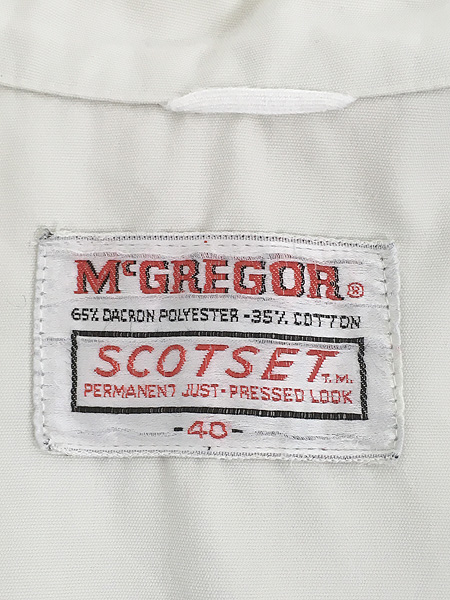 McGREGOR®
65% DACRON POLYESTER -35% COTTON
SCOTSET T.M.
PERMANENT JUST-PRESSED LOOK
-40-